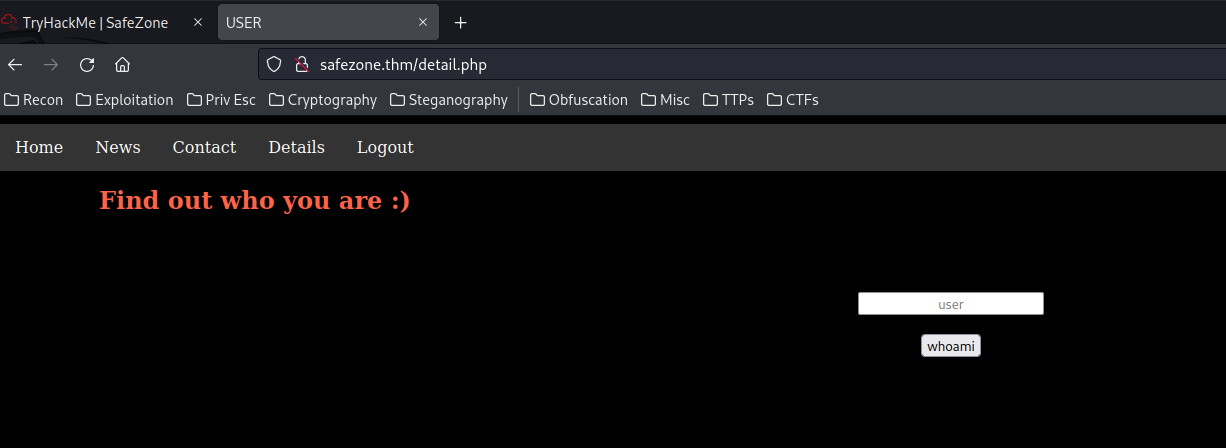 TryHackMe | SafeZone USER
safezone.thm/detail.php
Recon Exploitation Priv Esc Cryptography Steganography Obfuscation Misc TTPs CTFs
Home News Contact Details Logout
Find out who you are :)
user
whoami